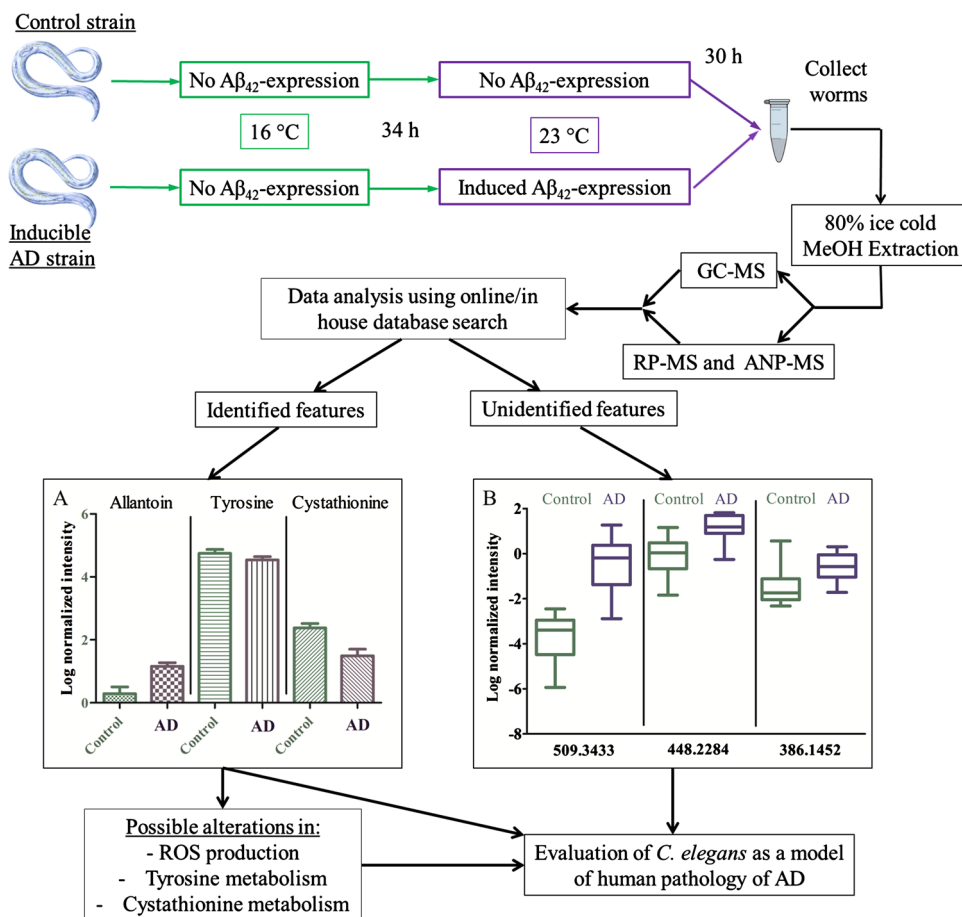 Control strain
No Aβ₄₂-expression
No Aβ₄₂-expression
30 h
Collect
worms
16 °C
34 h
23 °C
No Aβ₄₂-expression
Induced Aβ₄₂-expression
Inducible
AD strain
80% ice cold
MeOH Extraction
GC-MS
RP-MS and ANP-MS
Data analysis using online/in
house database search
Identified features
Unidentified features
A
Allantoin
Tyrosine
Cystathionine
Log normalized intensity
6
4
2
0
Control
AD
Control
AD
Control
AD
B
Control
AD
Control
AD
Control
AD
Log normalized intensity
2
0
-2
-4
-6
-8
509.3433
448.2284
386.1452
Possible alterations in:
- ROS production
- Tyrosine metabolism
- Cystathionine metabolism
Evaluation of C. elegans as a model
of human pathology of AD